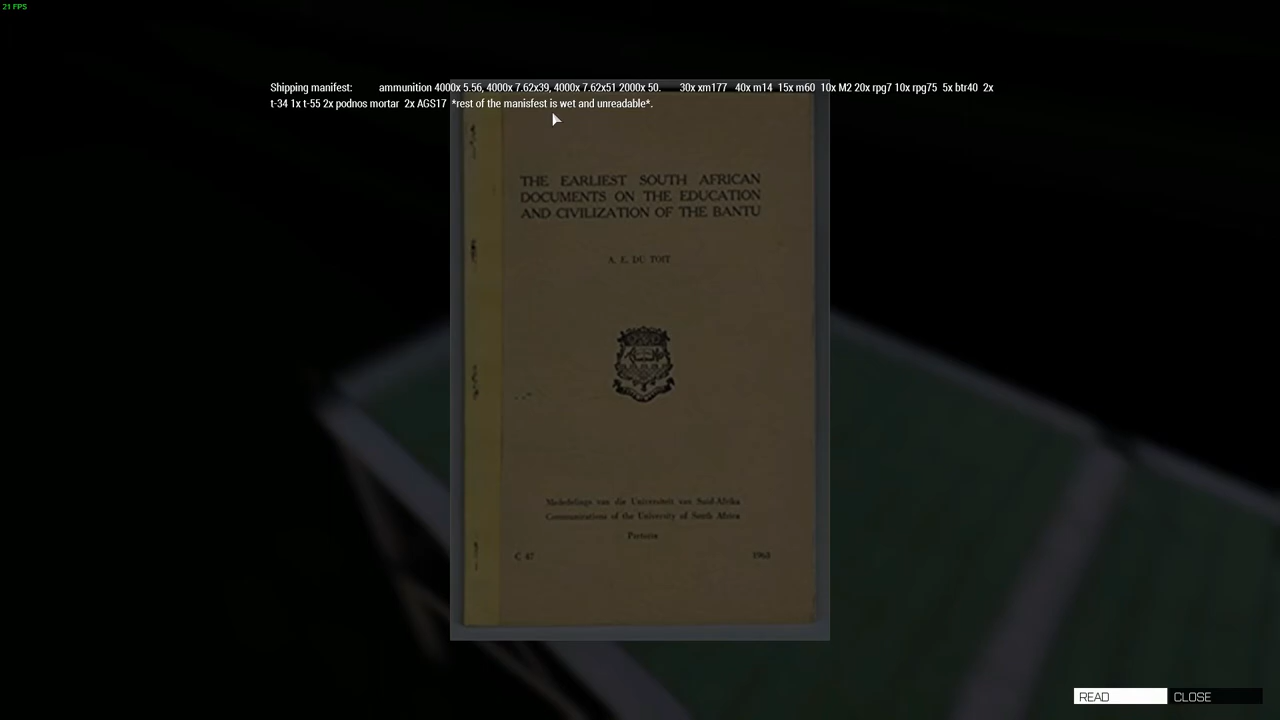 21 FPS
Shipping manifest: ammunition 4000x 5.56, 4000x 7.62x39, 4000x 7.62x51 2000x 50. 30x xm177 40x m14 15x m60 10x M2 20x rpg7 10x rpg75 5x btr40 2x
t-34 1x t-55 2x podnos mortar 2x AGS17 *rest of the manisfest is wet and unreadable*.
THE EARLIEST SOUTH AFRICAN
DOCUMENTS ON THE EDUCATION
AND CIVILIZATION OF THE BANTU
A. E. DU TOIT
Mededelings van die Universiteit van Suid-Afrika
Communications of the University of South Africa
Pretoria
C 47 1963
READ CLOSE